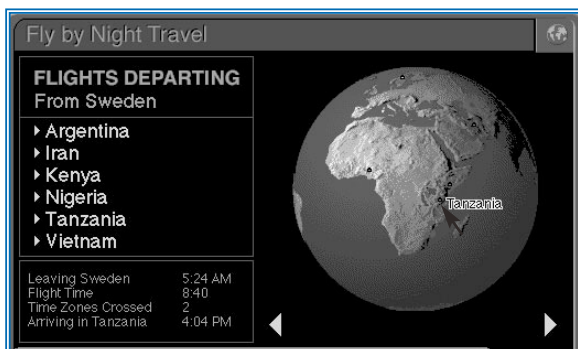 Fly by Night Travel
FLIGHTS DEPARTING
From Sweden
Argentina
Iran
Kenya
Nigeria
Tanzania
Vietnam
Leaving Sweden 5:24 AM
Flight Time 8:40
Time Zones Crossed 2
Arriving in Tanzania 4:04 PM
Tanzania